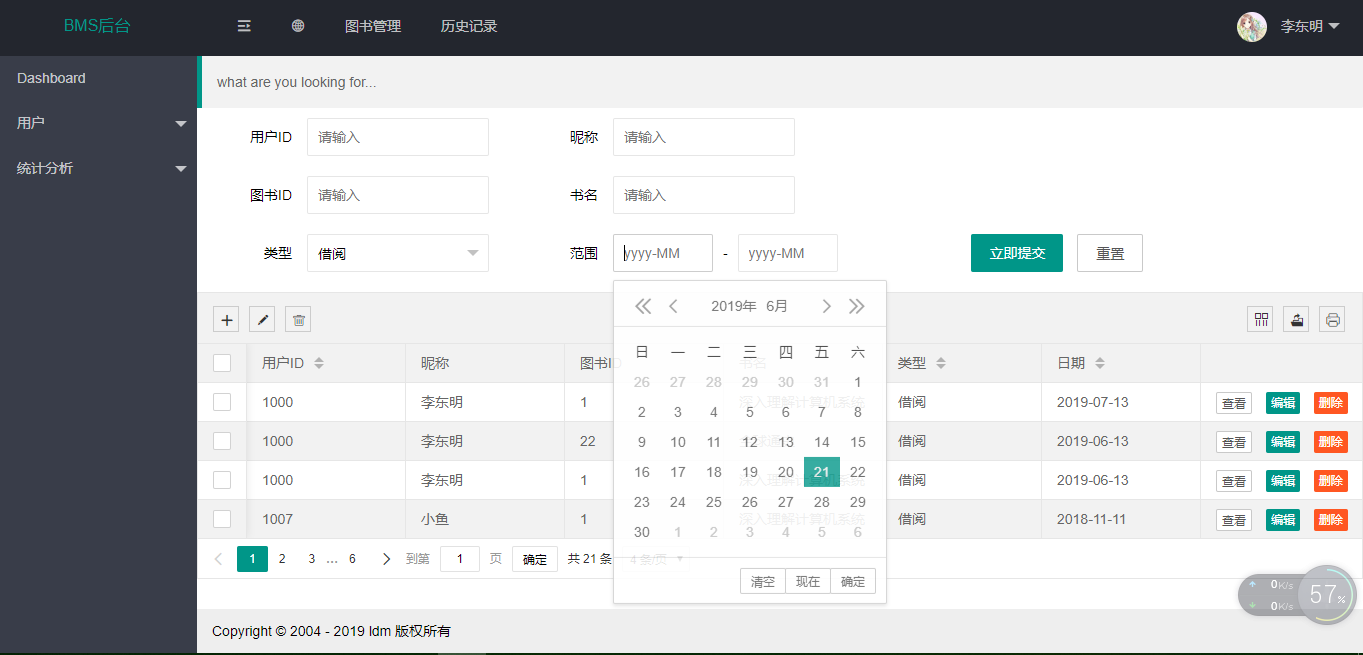 BMS后台 图书管理 历史记录 李东明
Dashboard
用户
统计分析
what are you looking for...
用户ID 请输入 昵称 请输入
图书ID 请输入 书名 请输入
类型 借阅 范围 yyyy-MM - yyyy-MM 立即提交 重置
2019年 6月
日 一 二 三 四 五 六
26 27 28 29 30 31 1
2 3 4 5 6 7 8
9 10 11 12 13 14 15
16 17 18 19 20 21 22
23 24 25 26 27 28 29
30 1 2 3 4 5 6
清空 现在 确定
用户ID 昵称 图书ID 书名 类型 日期
1000 李东明 1 深入理解计算机系统 借阅 2019-07-13 查看 编辑 删除
1000 李东明 22 借阅 2019-06-13 查看 编辑 删除
1000 李东明 1 深入理解计算机系统 借阅 2019-06-13 查看 编辑 删除
1007 小鱼 1 深入理解计算机系统 借阅 2018-11-11 查看 编辑 删除
1 2 3 … 6 到第 1 页 确定 共 21 条 4 条/页
0K/s
0K/s
57%
Copyright © 2004 - 2019 ldm 版权所有